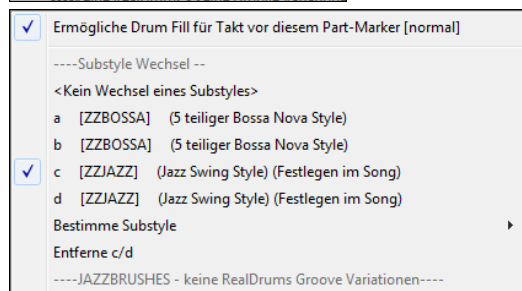 Ermögliche Drum Fill für Takt vor diesem Part-Marker [normal]
----Substyle Wechsel --
<Kein Wechsel eines Substyles>
a [ZZBOSSA] (5 teiliger Bossa Nova Style)
b [ZZBOSSA] (5 teiliger Bossa Nova Style)
c [ZZJAZZ] (Jazz Swing Style) (Festlegen im Song)
d [ZZJAZZ] (Jazz Swing Style) (Festlegen im Song)
Bestimme Substyle
Entferne c/d
----JAZZBRUSHES - keine RealDrums Groove Variationen----